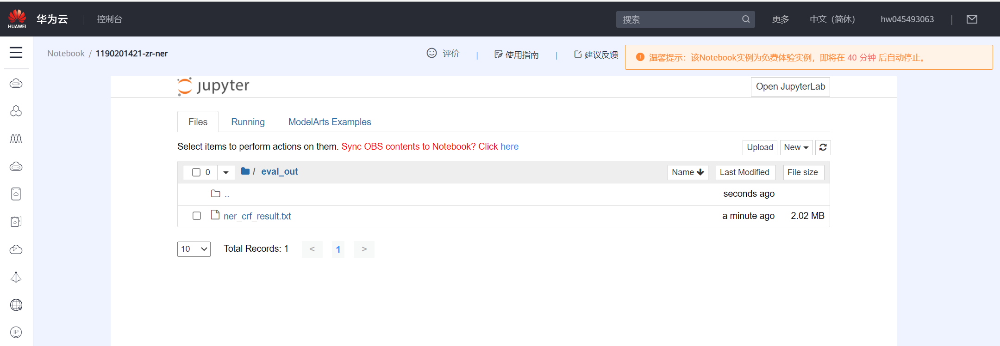 HUAWEI
华为云
控制台
搜索
更多
中文（简体）
hw045493063
Notebook / 1190201421-zr-ner
评价
使用指南
建议反馈
温馨提示：该Notebook实例为免费体验实例，即将在 40 分钟 后自动停止。
jupyter
Open JupyterLab
Files
Running
ModelArts Examples
Select items to perform actions on them. Sync OBS contents to Notebook? Click here
Upload
New
0
/ eval_out
Name
Last Modified
File size
..
seconds ago
ner_crf_result.txt
a minute ago
2.02 MB
10
Total Records: 1
<
1
>
W
IP